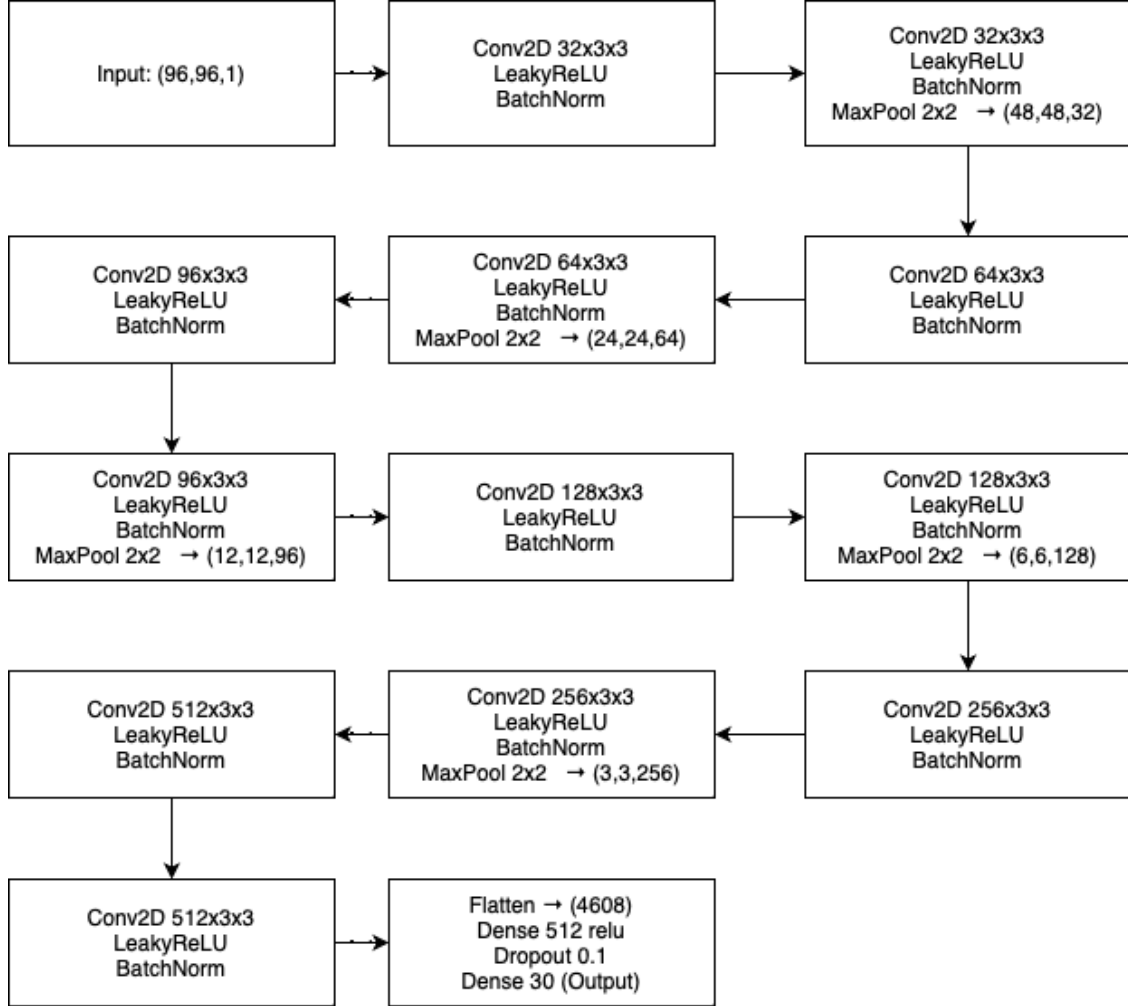 Input: (96,96,1)
Conv2D 32x3x3
LeakyReLU
BatchNorm
Conv2D 32x3x3
LeakyReLU
BatchNorm
MaxPool 2x2 → (48,48,32)
Conv2D 64x3x3
LeakyReLU
BatchNorm
Conv2D 64x3x3
LeakyReLU
BatchNorm
MaxPool 2x2 → (24,24,64)
Conv2D 96x3x3
LeakyReLU
BatchNorm
Conv2D 96x3x3
LeakyReLU
BatchNorm
MaxPool 2x2 → (12,12,96)
Conv2D 128x3x3
LeakyReLU
BatchNorm
Conv2D 128x3x3
LeakyReLU
BatchNorm
MaxPool 2x2 → (6,6,128)
Conv2D 256x3x3
LeakyReLU
BatchNorm
Conv2D 256x3x3
LeakyReLU
BatchNorm
MaxPool 2x2 → (3,3,256)
Conv2D 512x3x3
LeakyReLU
BatchNorm
Conv2D 512x3x3
LeakyReLU
BatchNorm
Flatten → (4608)
Dense 512 relu
Dropout 0.1
Dense 30 (Output)